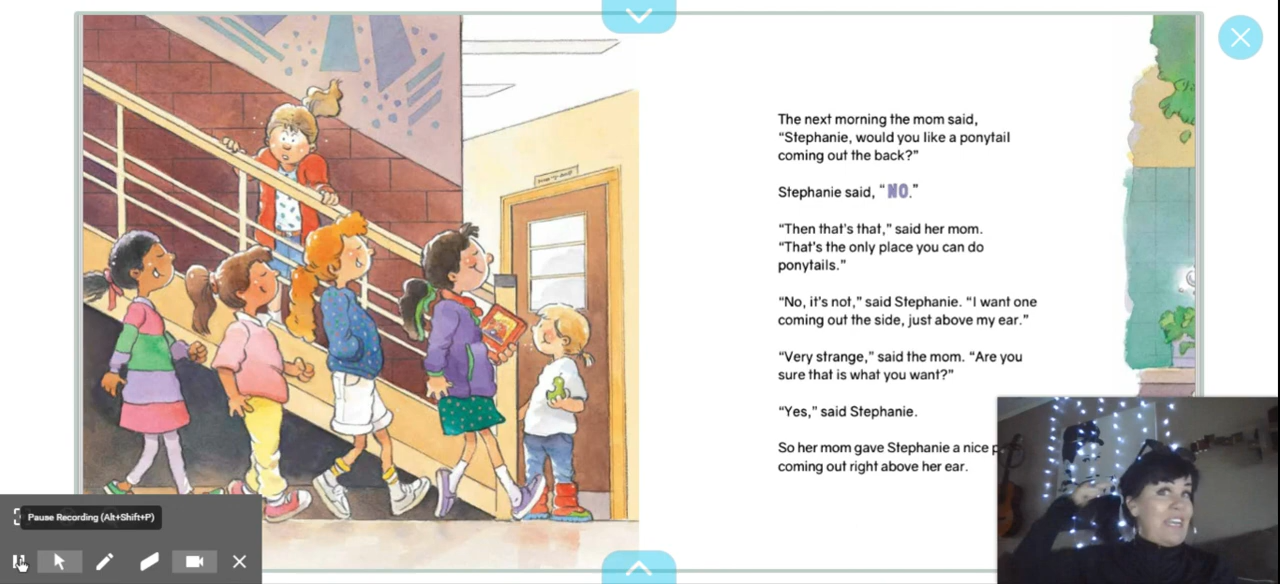 The next morning the mom said,
“Stephanie, would you like a ponytail
coming out the back?”
Stephanie said, “NO.”
“Then that’s that,” said her mom.
“That’s the only place you can do
ponytails.”
“No, it’s not,” said Stephanie. “I want one
coming out the side, just above my ear.”
“Very strange,” said the mom. “Are you
sure that is what you want?”
“Yes,” said Stephanie.
So her mom gave Stephanie a nice
coming out right above her ear.
Pause Recording (Alt+Shift+P)